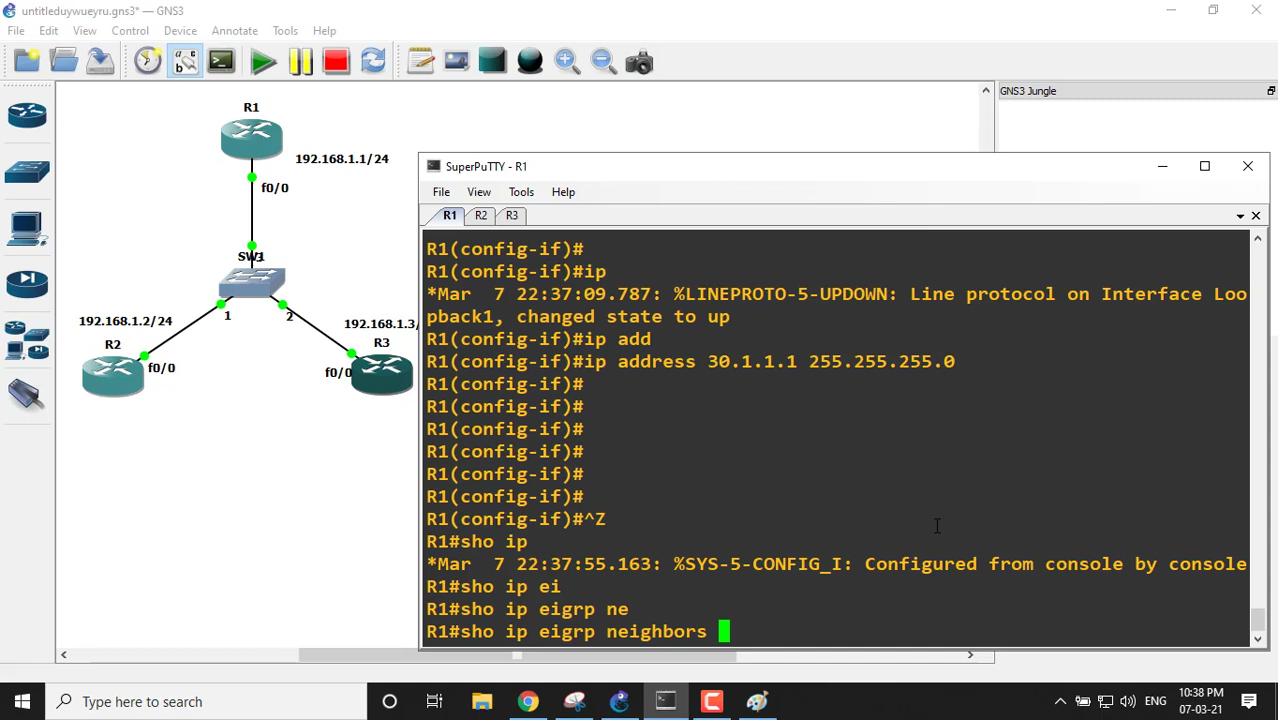 untitleduywueyru.gns3* — GNS3
File Edit View Control Device Annotate Tools Help
GNS3 Jungle
R1
192.168.1.1/24
f0/0
SW1
1
2
192.168.1.2/24
R2
f0/0
192.168.1.3/
R3
f0/0
SuperPuTTY - R1
File View Tools Help
R1 R2 R3
R1(config-if)#
R1(config-if)#ip
*Mar  7 22:37:09.787: %LINEPROTO-5-UPDOWN: Line protocol on Interface Loo
pback1, changed state to up
R1(config-if)#ip add
R1(config-if)#ip address 30.1.1.1 255.255.255.0
R1(config-if)#
R1(config-if)#
R1(config-if)#
R1(config-if)#
R1(config-if)#
R1(config-if)#
R1(config-if)#^Z
R1#sho ip
*Mar  7 22:37:55.163: %SYS-5-CONFIG_I: Configured from console by console
R1#sho ip ei
R1#sho ip eigrp ne
R1#sho ip eigrp neighbors
Type here to search
ENG
10:38 PM
07-03-21